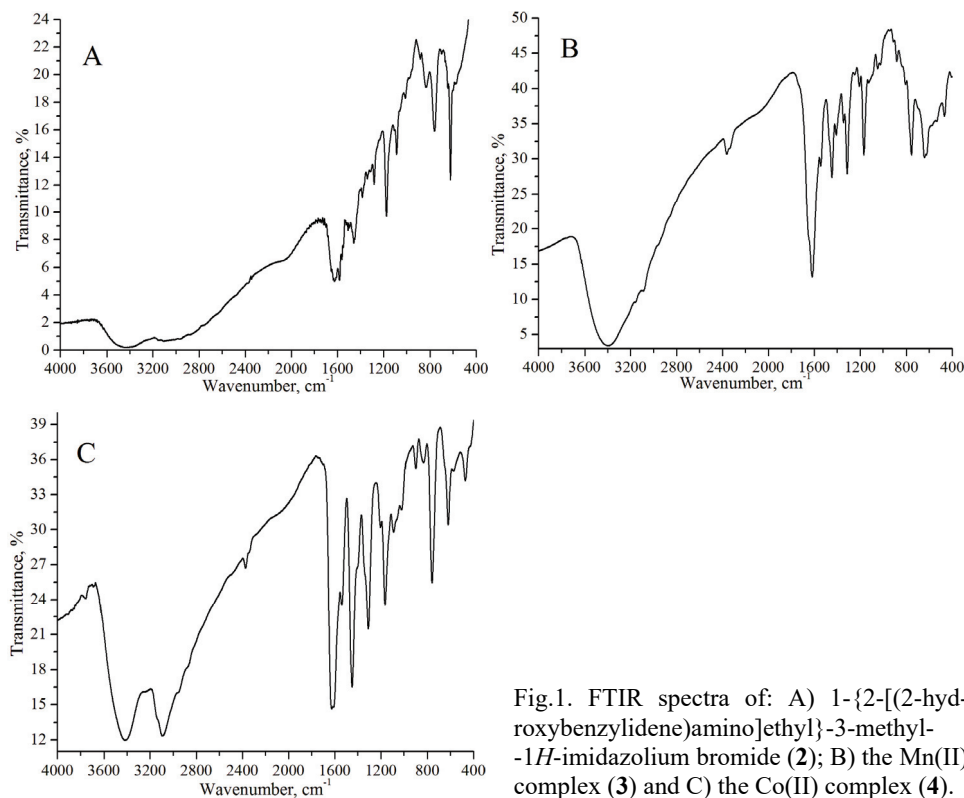 A
24
22
20
18
16
14
12
10
8
6
4
2
0
Transmittance, %
4000 3600 3200 2800 2400 2000 1600 1200 800 400
Wavenumber, cm-1
B
50
45
40
35
30
25
20
15
10
5
Transmittance, %
4000 3600 3200 2800 2400 2000 1600 1200 800 400
Wavenumber, cm-1
C
39
36
33
30
27
24
21
18
15
12
Transmittance, %
4000 3600 3200 2800 2400 2000 1600 1200 800 400
Wavenumber, cm-1
Fig.1. FTIR spectra of: A) 1-{2-[(2-hyd-
roxybenzylidene)amino]ethyl}-3-methyl-
-1H-imidazolium bromide (2); B) the Mn(II)
complex (3) and C) the Co(II) complex (4).